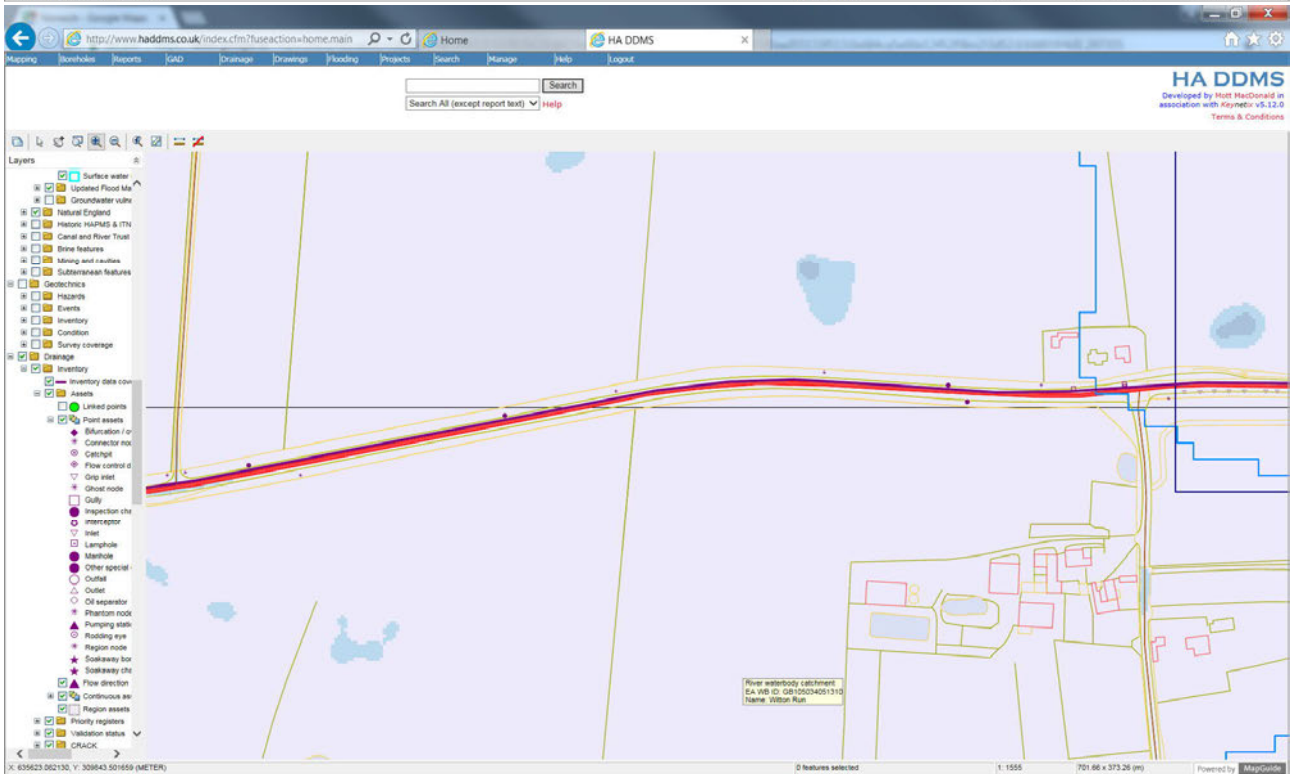 http://www.haddms.co.uk/index.cfm?fuseaction=home.main
Home
HA DDMS
Mapping Boreholes Reports GAD Drainage Drawings Flooding Projects Search Manage Help Logout
Search
Search All (except report text) Help
HA DDMS
Developed by Mott MacDonald in
association with Keynetix v5.12.0
Terms & Conditions
Layers
Surface water
Updated Flood Ma
Groundwater vulne
Natural England
Historic HAPMS & ITN
Canal and River Trust
Brine features
Mining and cavities
Subterranean features
Geotechnics
Hazards
Events
Inventory
Condition
Survey coverage
Drainage
Inventory
Inventory data cov
Assets
Linked points
Point assets
Bifurcation / o
Connector no
Catchpit
Flow control d
Grip inlet
Ghost node
Gully
Inspection cha
Interceptor
Inlet
Lamphole
Manhole
Other special
Outfall
Outlet
Oil separator
Phantom node
Pumping stati
Rodding eye
Region node
Soakaway bor
Soakaway cha
Flow direction
Continuous as
Region assets
Priority registers
Validation status
CRACK
River waterbody catchment
EA WB ID: GB105034051310
Name: Witton Run
X: 635623.062130, Y: 309843.501659 (METER)
0 features selected
1: 1555
701.66 x 373.26 (m)
Powered by MapGuide